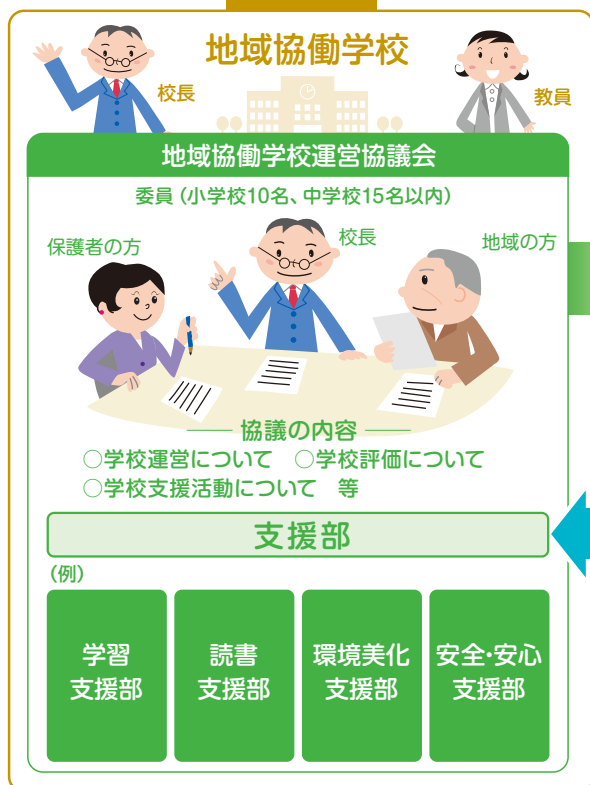 地域協働学校
校長
教員
地域協働学校運営協議会
委員（小学校10名、中学校15名以内）
保護者の方
校長
地域の方
協議の内容
○学校運営について　○学校評価について
○学校支援活動について　等
支援部
（例）
学習
支援部
読書
支援部
環境美化
支援部
安全・安心
支援部